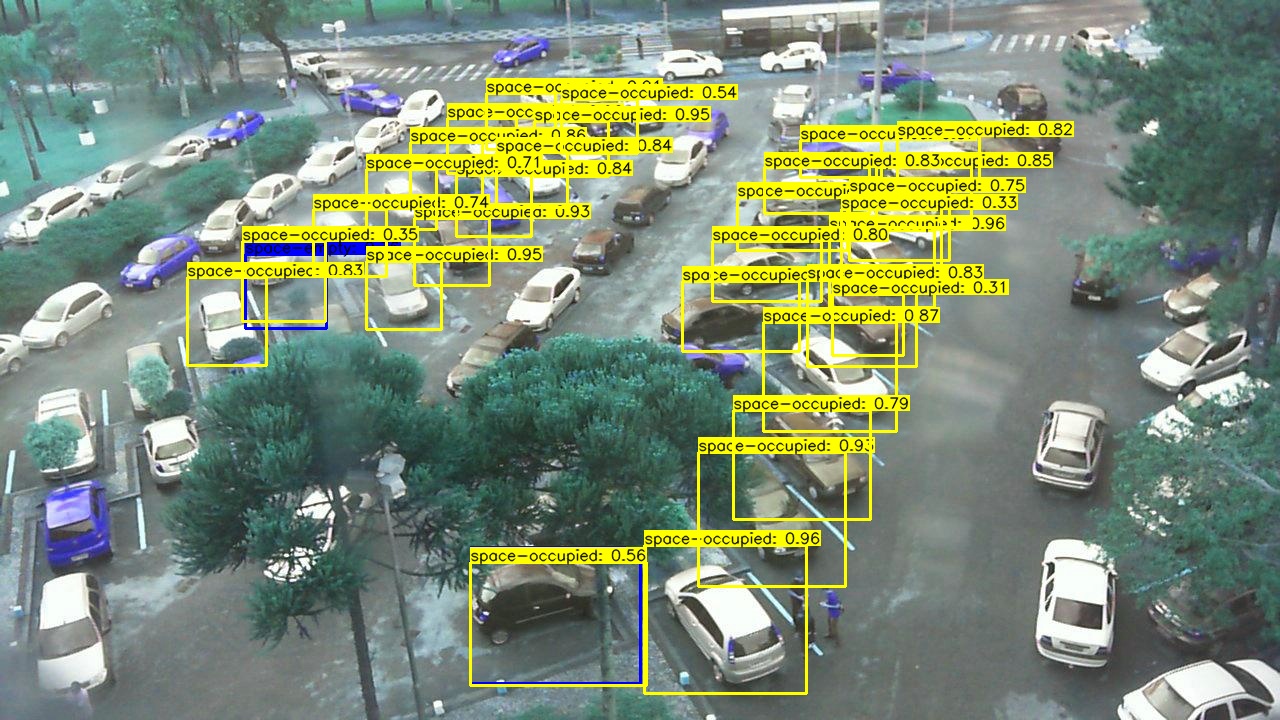 space-occupied: 0.54
space-occupied: 0.95
space-occupied: 0.86
space-occupied: 0.84
space-occupied: 0.71
space-occupied: 0.84
space-occupied: 0.74
space-occupied: 0.93
space-occupied: 0.35
space-occupied: 0.95
space-occupied: 0.83
space-occupied: 0.82
space-occupied: 0.83
0.85
space-occupied: 0.75
space-occupied: 0.33
0.96
space-occupied: 0.80
space-occupied: 0.83
space-occupied: 0.31
space-occupied: 0.87
space-occupied: 0.79
space-occupied: 0.93
space-occupied: 0.96
space-occupied: 0.56